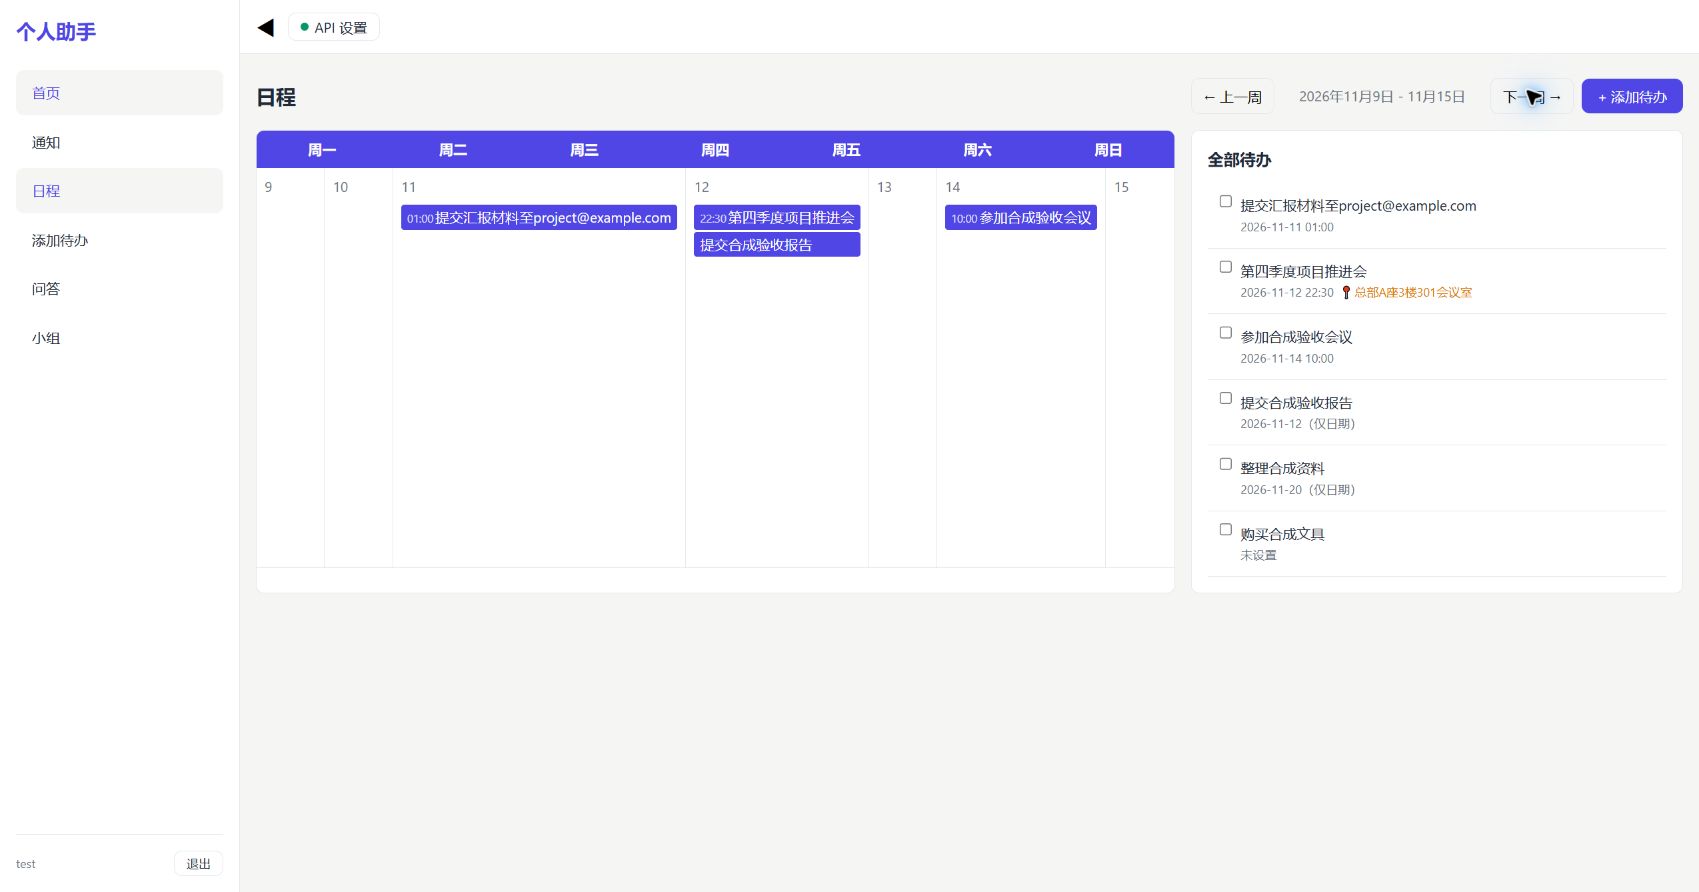 个人助手
首页
通知
日程
添加待办
问答
小组
test
退出
◀ API 设置
日程
← 上一周
2026年11月9日 - 11月15日
下一周 →
+ 添加待办
周一 周二 周三 周四 周五 周六 周日
9 10 11 12 13 14 15
01:00 提交汇报材料至project@example.com
22:30 第四季度项目推进会
提交合成验收报告
10:00 参加合成验收会议
全部待办
提交汇报材料至project@example.com
2026-11-11 01:00
第四季度项目推进会
2026-11-12 22:30 📍总部A座3楼301会议室
参加合成验收会议
2026-11-14 10:00
提交合成验收报告
2026-11-12（仅日期）
整理合成资料
2026-11-20（仅日期）
购买合成文具
未设置